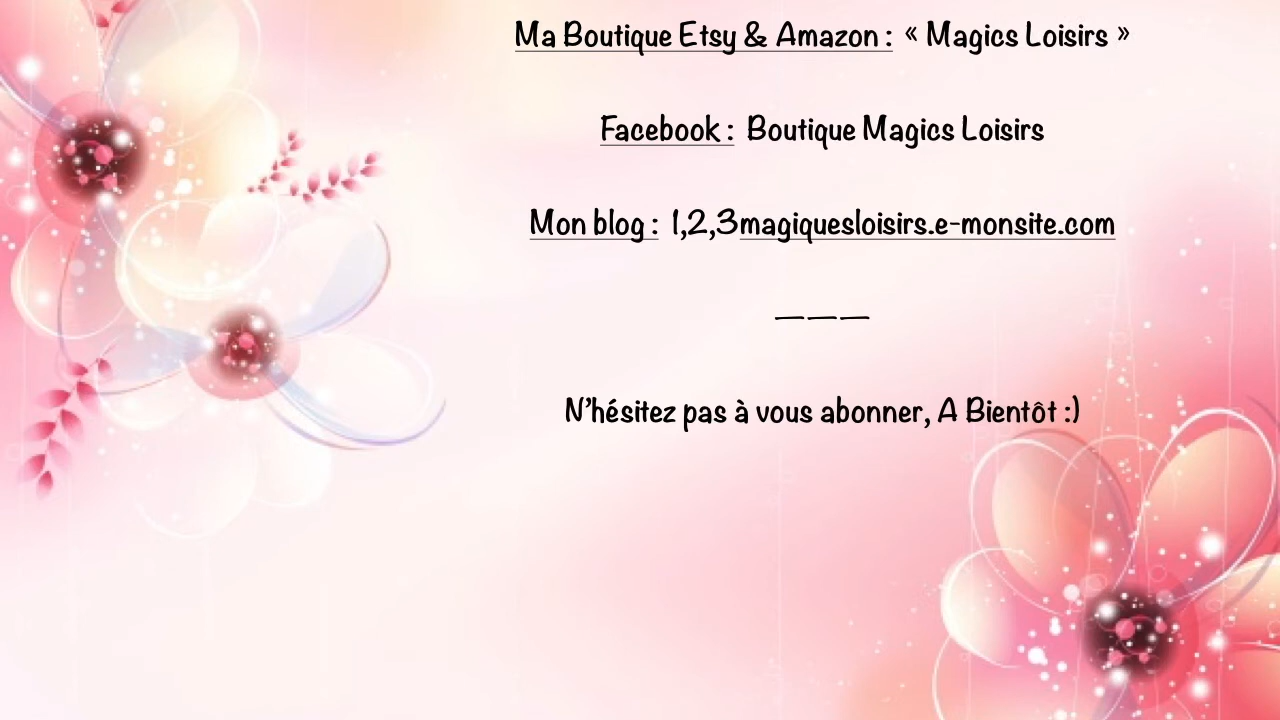 Ma Boutique Etsy & Amazon : « Magics Loisirs »
Facebook : Boutique Magics Loisirs
Mon blog : 1,2,3magiquesloisirs.e-monsite.com
———
N’hésitez pas à vous abonner, A Bientôt :)